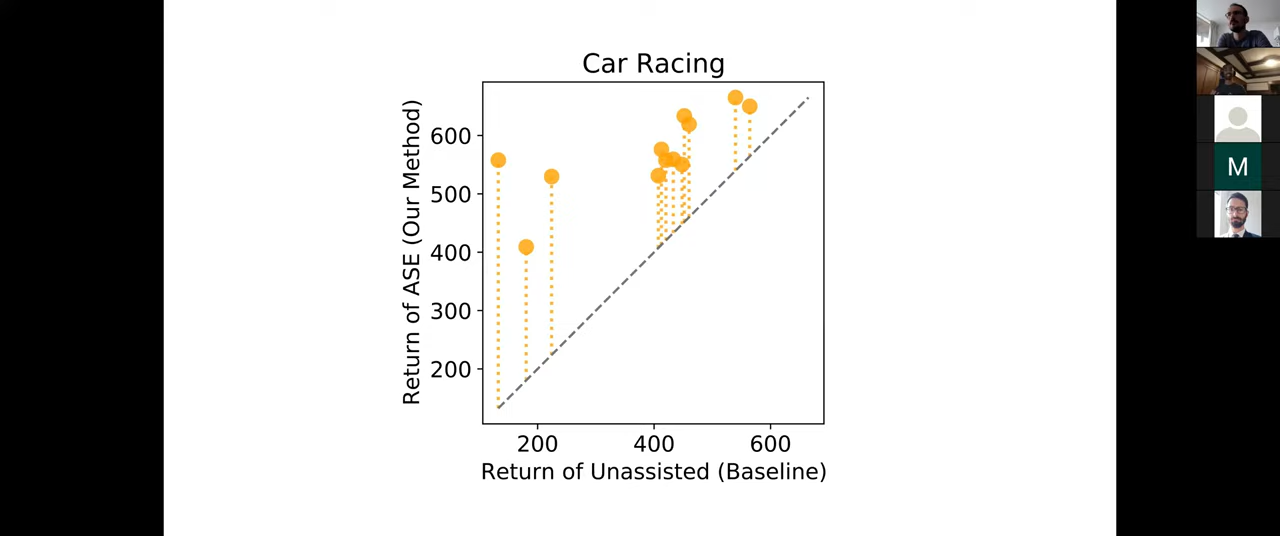 Car Racing
Return of ASE (Our Method)
600
500
400
300
200
200 400 600
Return of Unassisted (Baseline)
M